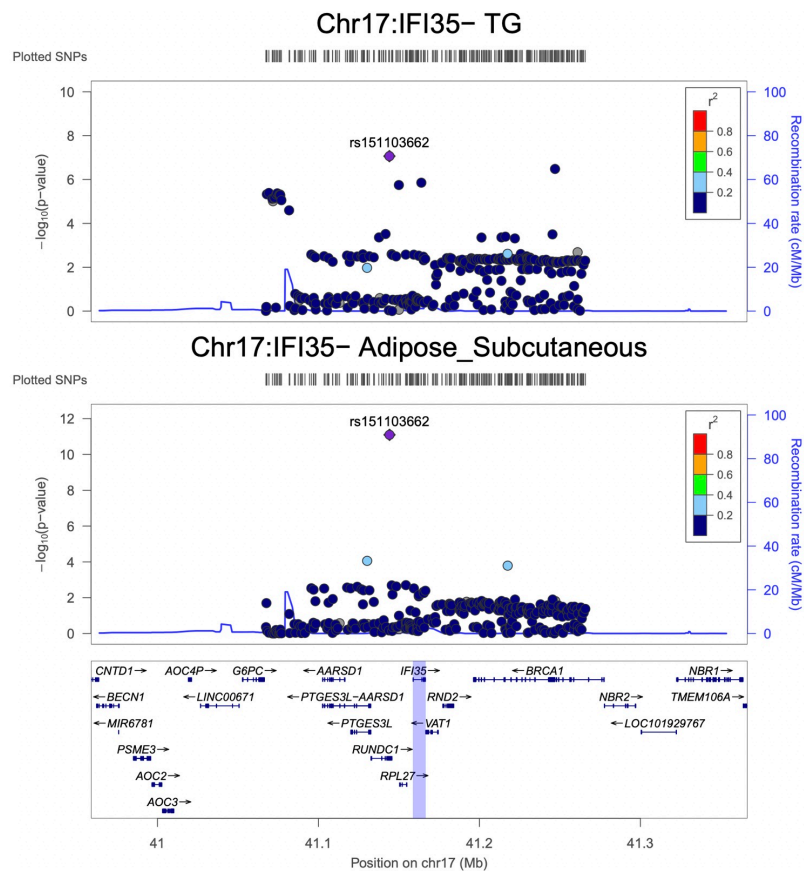 Chr17:IFI35− TG
Plotted SNPs
10
8
6
4
2
0
−log10(p−value)
rs151103662
r2
0.8
0.6
0.4
0.2
100
80
60
40
20
0
Recombination rate (cM/Mb)
Chr17:IFI35− Adipose_Subcutaneous
Plotted SNPs
12
10
8
6
4
2
0
−log10(p−value)
rs151103662
r2
0.8
0.6
0.4
0.2
100
80
60
40
20
0
Recombination rate (cM/Mb)
CNTD1→ AOC4P→ G6PC→ ←AARSD1 IFI35→ ←BRCA1 NBR1→
←BECN1 ←LINC00671 ←PTGES3L−AARSD1 RND2→ NBR2→ TMEM106A→
←MIR6781 ←PTGES3L ←VAT1 ←LOC101929767
PSME3→ RUNDC1→
AOC2→ RPL27→
AOC3→
41 41.1 41.2 41.3
Position on chr17 (Mb)